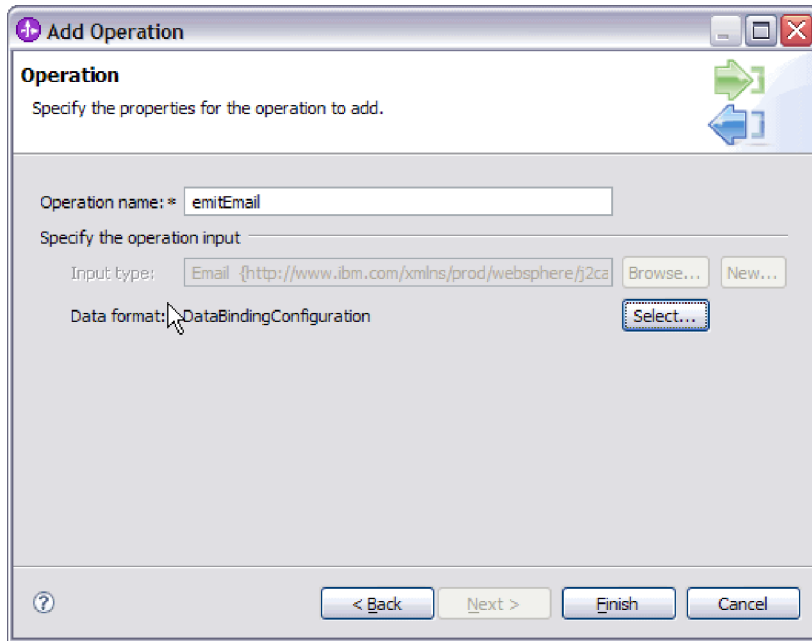 Add Operation
Operation
Specify the properties for the operation to add.
Operation name: * emitEmail
Specify the operation input
Input type: Email {http://www.ibm.com/xmlns/prod/websphere/j2ca Browse... New...
Data format: DataBindingConfiguration Select...
? < Back Next > Finish Cancel